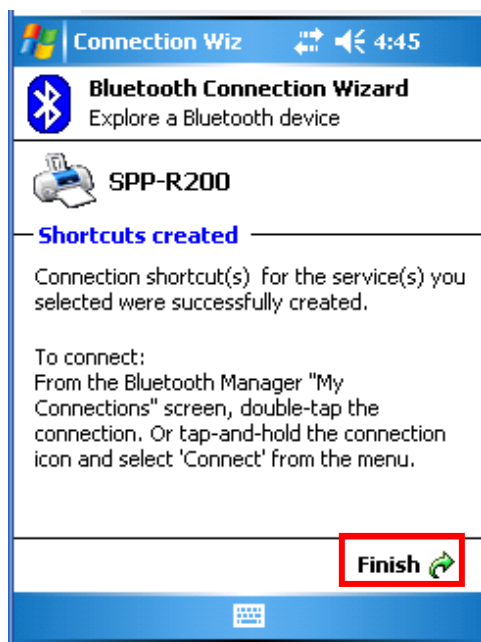 Connection Wiz 4:45
Bluetooth Connection Wizard
Explore a Bluetooth device
SPP-R200
Shortcuts created
Connection shortcut(s) for the service(s) you
selected were successfully created.
To connect:
From the Bluetooth Manager "My
Connections" screen, double-tap the
connection. Or tap-and-hold the connection
icon and select 'Connect' from the menu.
Finish